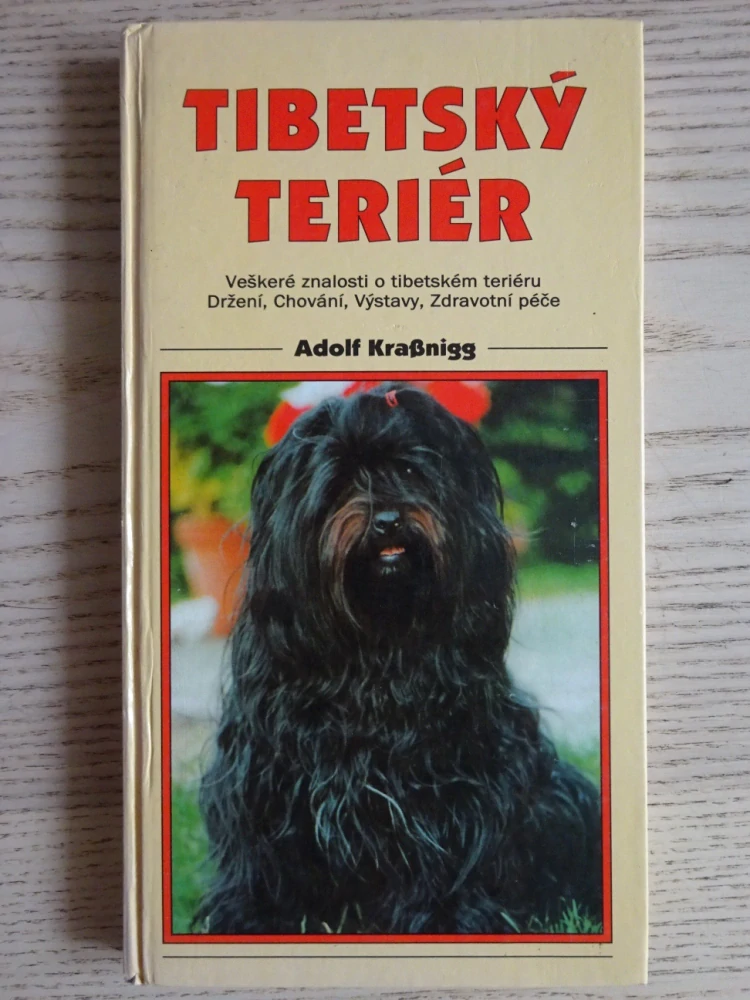 TIBETSKÝ
TERIÉR
Veškeré znalosti o tibetském teriéru
Držení, Chování, Výstavy, Zdravotní péče
Adolf Kraßnigg